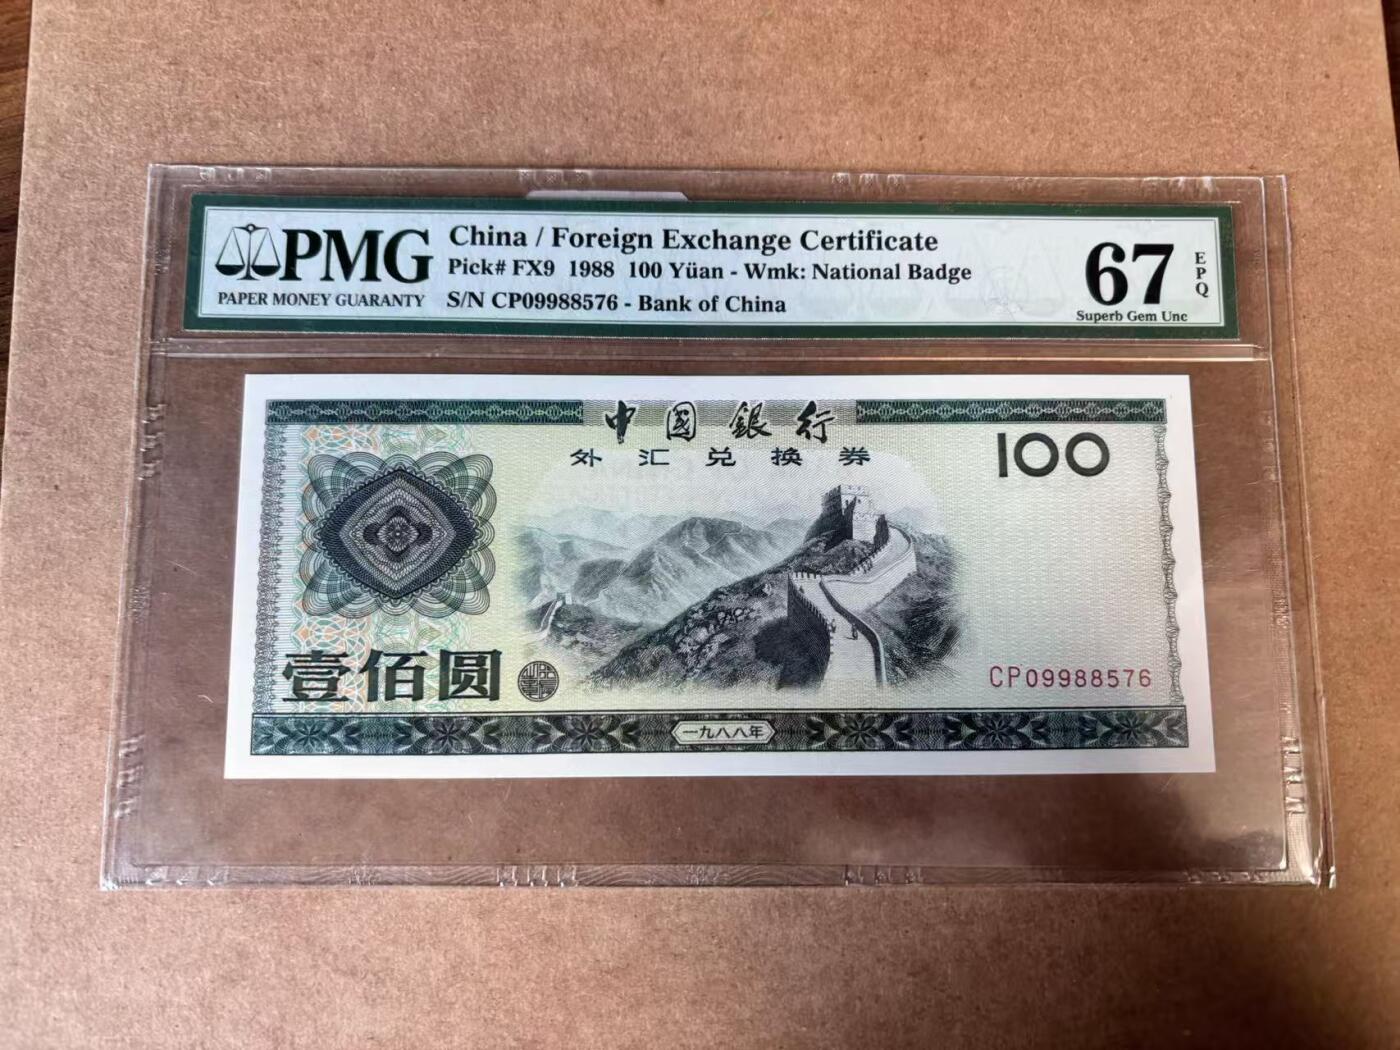 PMG
PAPER MONEY GUARANTY
China / Foreign Exchange Certificate
Pick# FX9 1988 100 Yüan - Wmk: National Badge
S/N CP09988576 - Bank of China
67
EPQ
Superb Gem Unc
中國銀行
外汇兑换券
100
壹佰圆
CP09988576
一九八八年